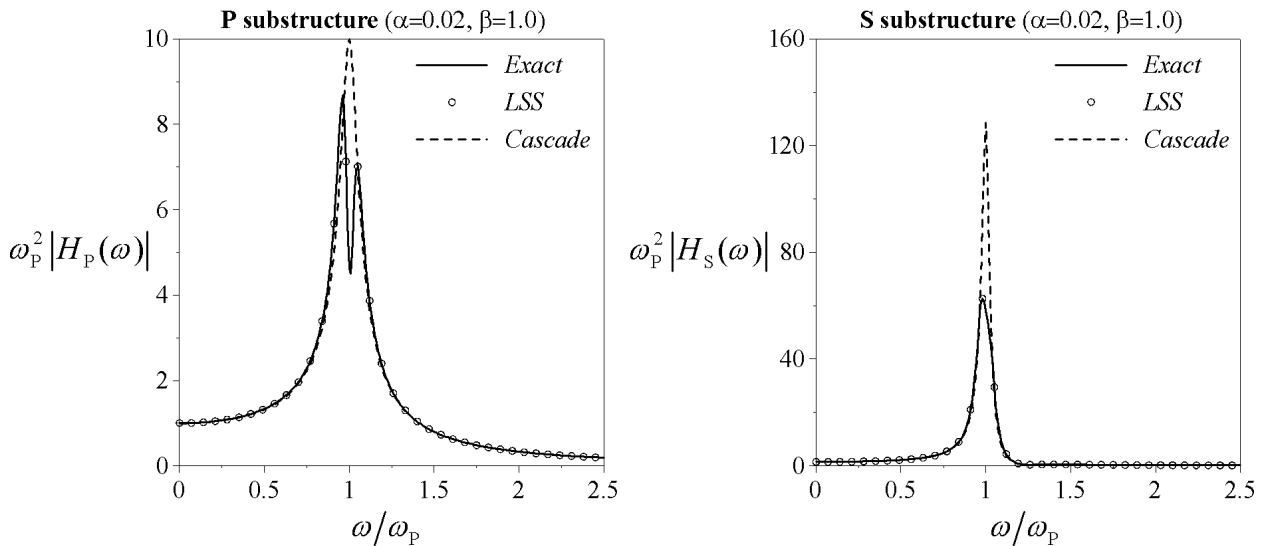 P substructure (α=0.02, β=1.0)
10
8
6
4
2
0
Exact
LSS
Cascade
ω_P^2|H_P(ω)|
0 0.5 1 1.5 2 2.5
ω/ω_P
S substructure (α=0.02, β=1.0)
160
120
80
40
0
Exact
LSS
Cascade
ω_P^2|H_S(ω)|
0 0.5 1 1.5 2 2.5
ω/ω_P